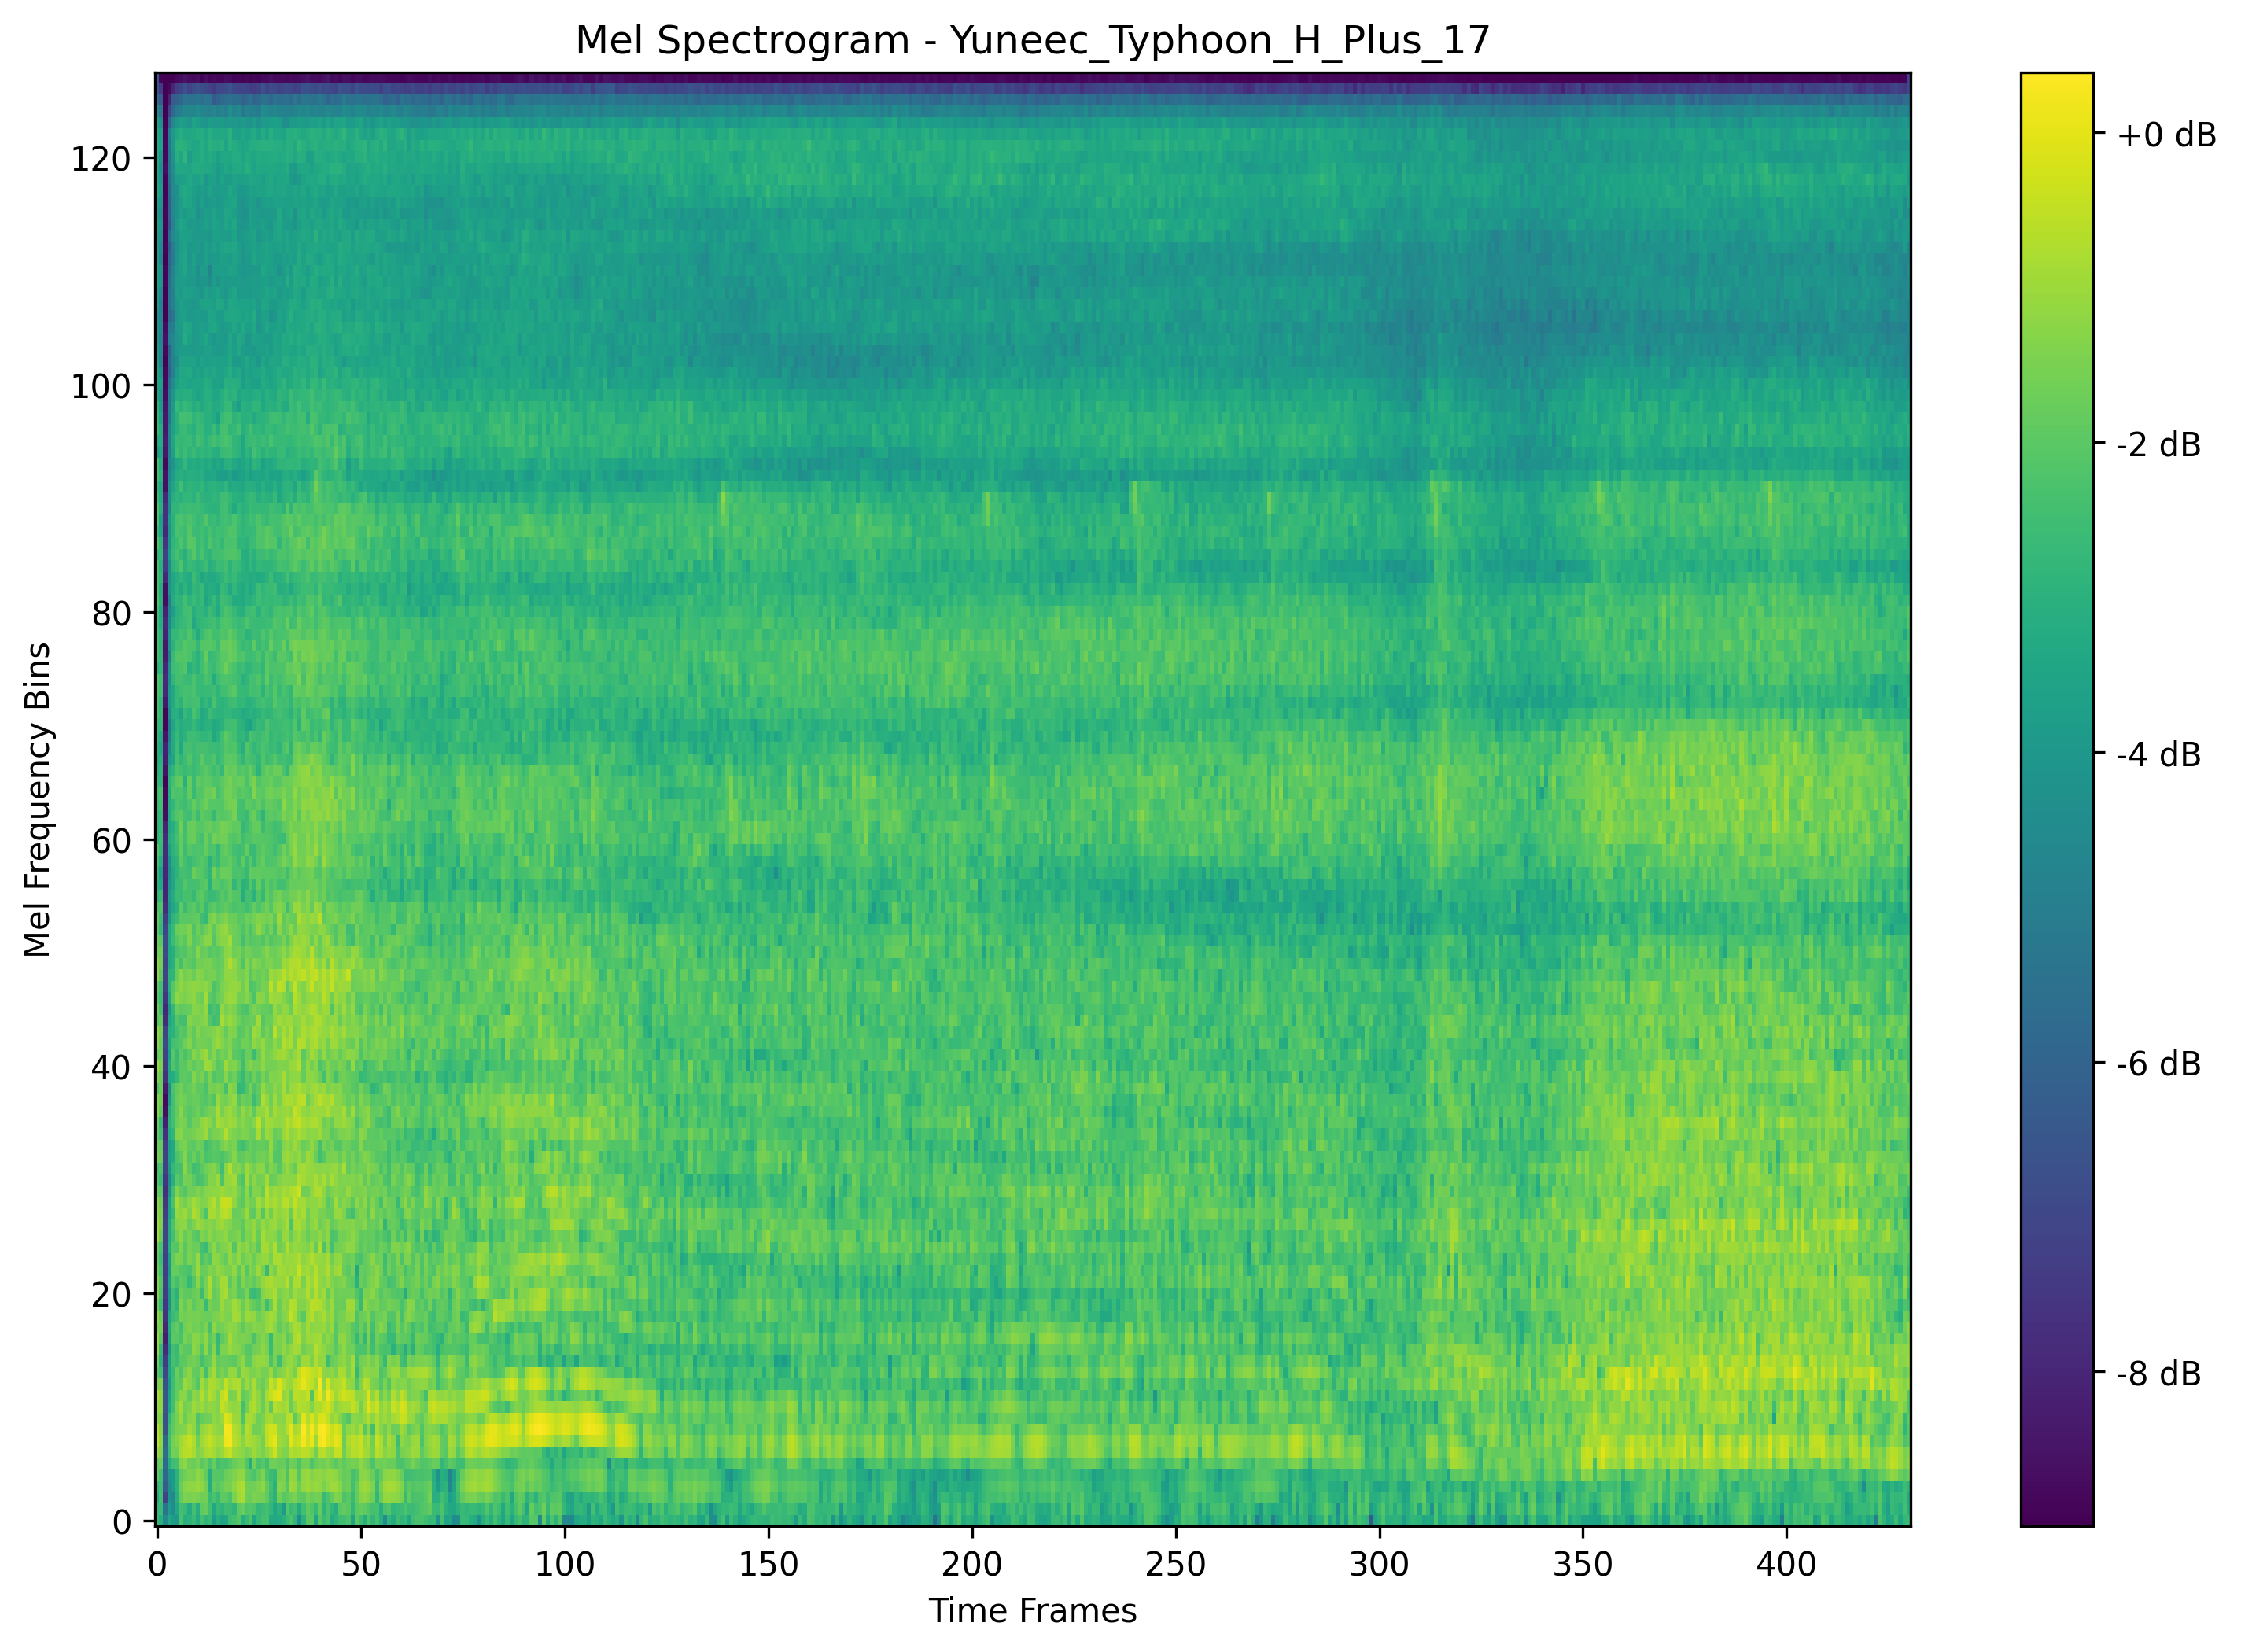 Mel Spectrogram - Yuneec_Typhoon_H_Plus_17
Mel Frequency Bins
120
100
80
60
40
20
0
0 50 100 150 200 250 300 350 400
Time Frames
+0 dB
-2 dB
-4 dB
-6 dB
-8 dB